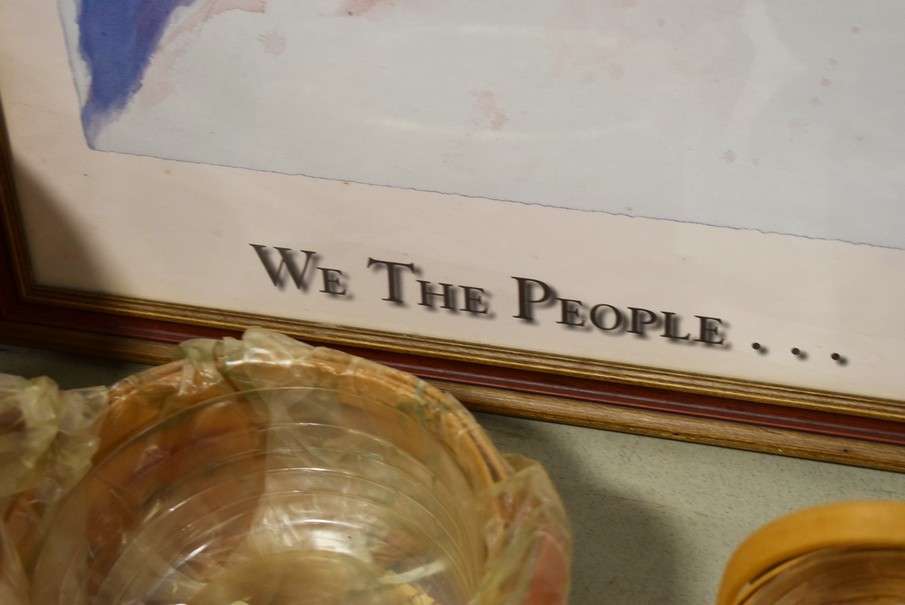 We The People . . .